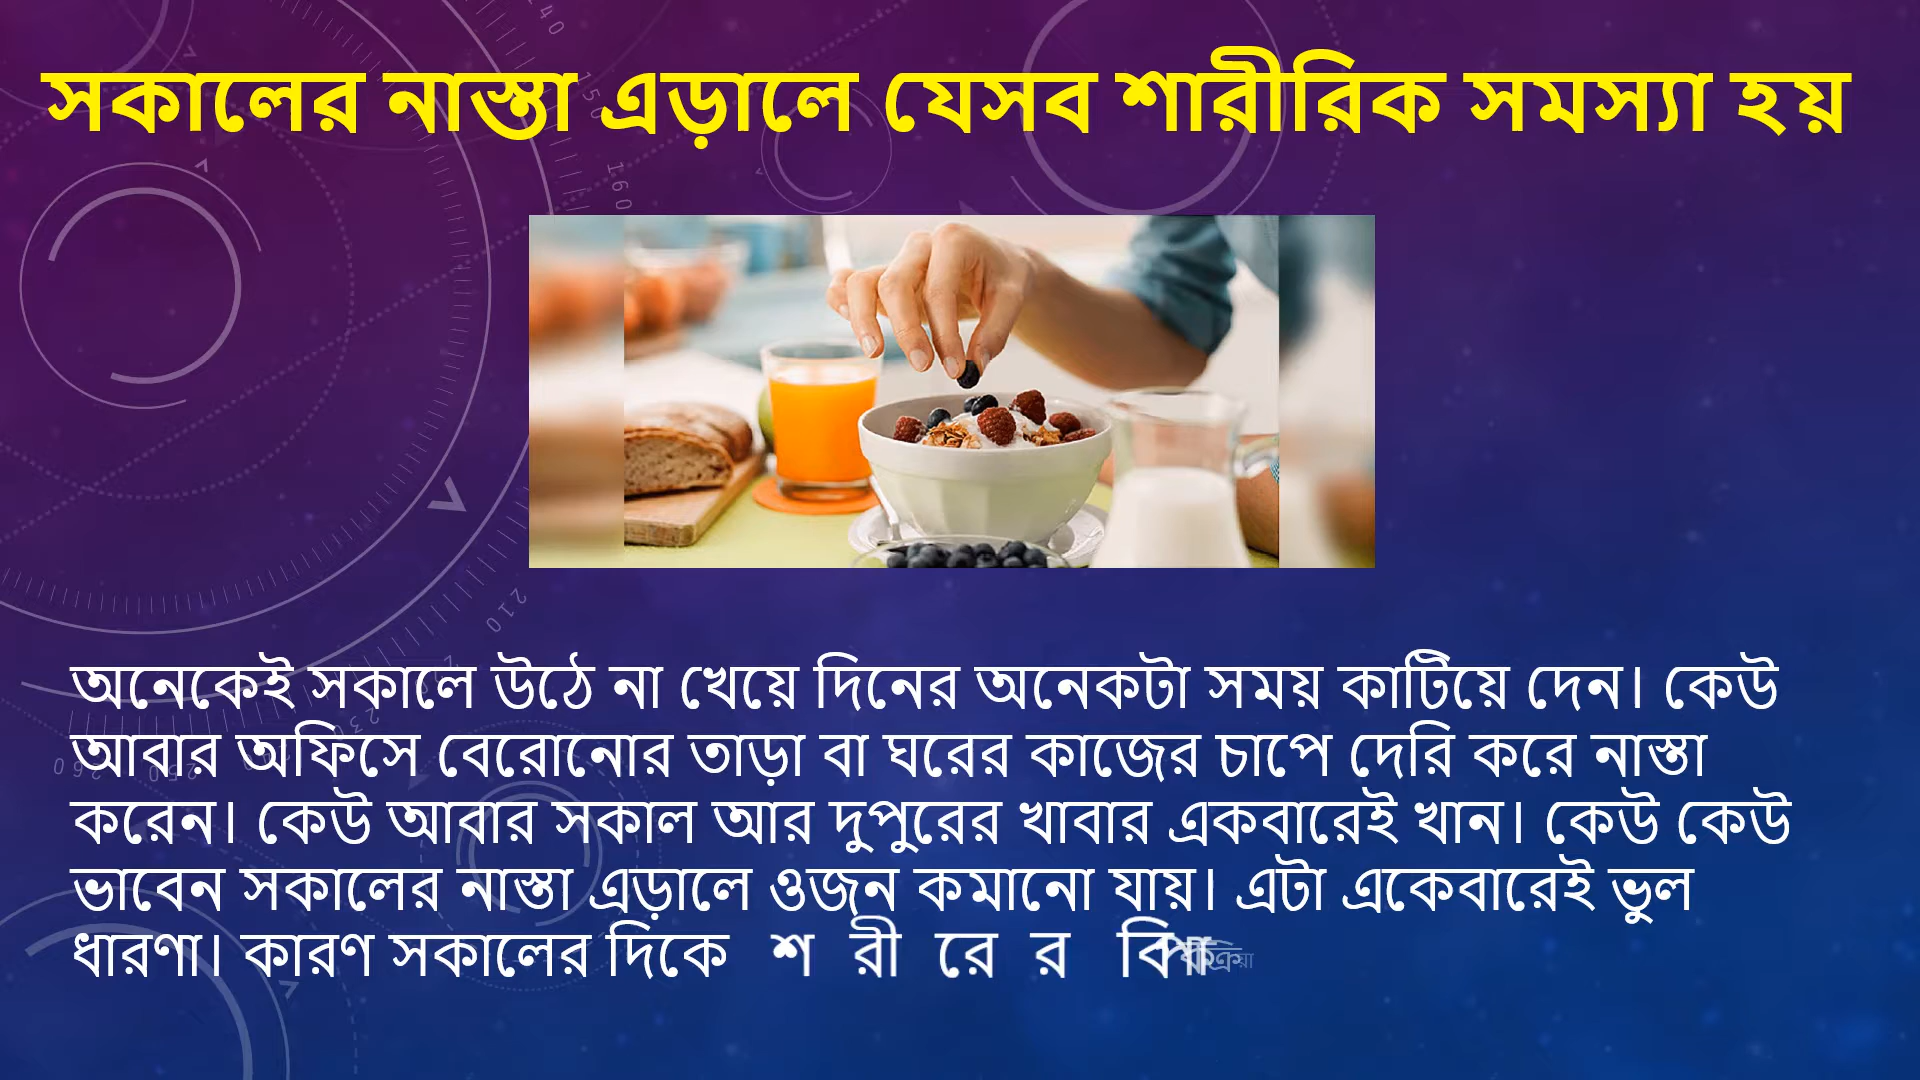 সকালের নাস্তা এড়ালে যেসব শারীরিক সমস্যা হয়
অনেকেই সকালে উঠে না খেয়ে দিনের অনেকটা সময় কাটিয়ে দেন। কেউ
আবার অফিসে বেরোনোর তাড়া বা ঘরের কাজের চাপে দেরি করে নাস্তা
করেন। কেউ আবার সকাল আর দুপুরের খাবার একবারেই খান। কেউ কেউ
ভাবেন সকালের নাস্তা এড়ালে ওজন কমানো যায়। এটা একেবারেই ভুল
ধারণা। কারণ সকালের দিকে শরীরের